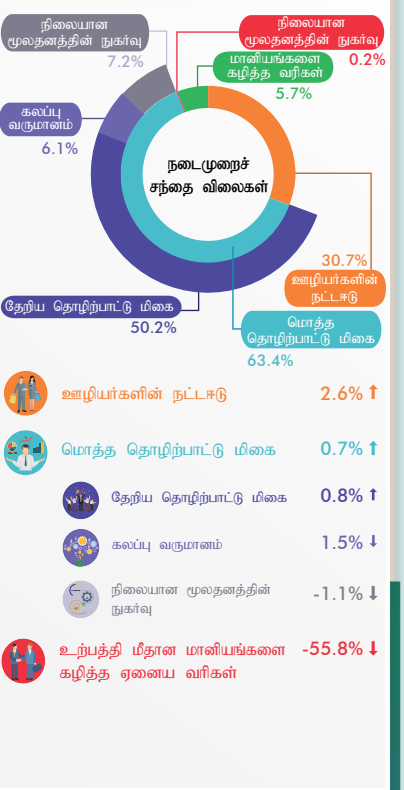 நிலையான
மூலதனத்தின் நுகர்வு
7.2%
நிலையான
மூலதனத்தின் நுகர்வு
0.2%
மானியங்களை
கழித்த வரிகள்
5.7%
கலப்பு
வருமானம்
6.1%
நடைமுறைச்
சந்தை விலைகள்
30.7%
ஊழியர்களின்
நட்டஈடு
தேறிய தொழிற்பாட்டு மிகை
50.2%
மொத்த
தொழிற்பாட்டு மிகை
63.4%
ஊழியர்களின் நட்டஈடு 2.6% ↑
மொத்த தொழிற்பாட்டு மிகை 0.7% ↑
தேறிய தொழிற்பாட்டு மிகை 0.8% ↑
கலப்பு வருமானம் 1.5% ↓
நிலையான மூலதனத்தின் -1.1% ↓
நுகர்வு
உற்பத்தி மீதான மானியங்களை -55.8% ↓
கழித்த ஏனைய வரிகள்